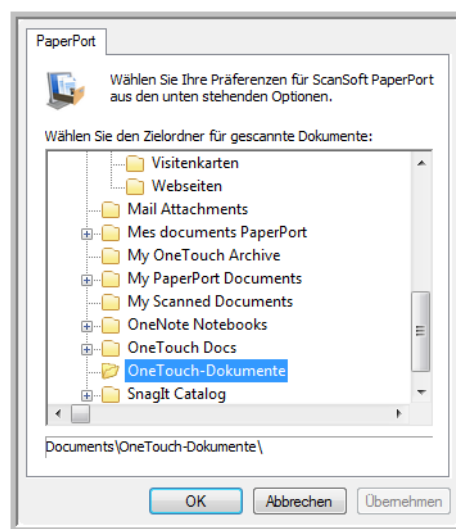 PaperPort
Wählen Sie Ihre Präferenzen für ScanSoft PaperPort
aus den unten stehenden Optionen.
Wählen Sie den Zielordner für gescannte Dokumente:
Visitenkarten
Webseiten
Mail Attachments
Mes documents PaperPort
My OneTouch Archive
My PaperPort Documents
My Scanned Documents
OneNote Notebooks
OneTouch Docs
OneTouch-Dokumente
SnagIt Catalog
Documents\OneTouch-Dokumente\
OK Abbrechen Übernehmen